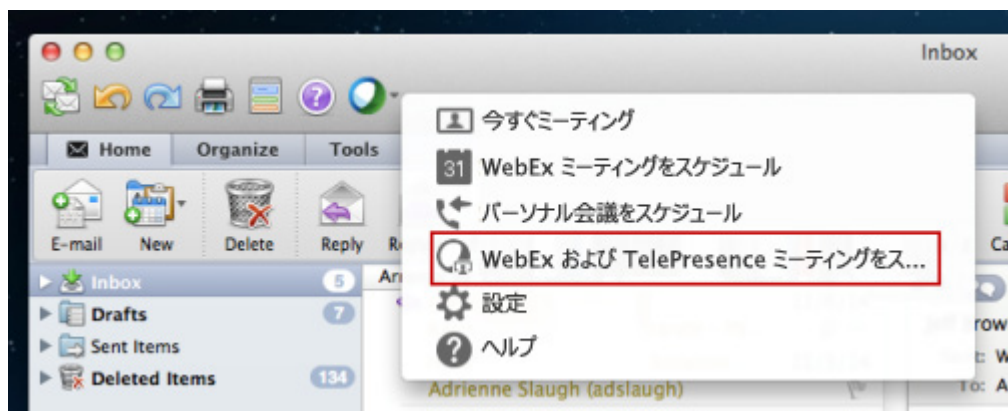 Inbox
今すぐミーティング
31 WebEx ミーティングをスケジュール
パーソナル会議をスケジュール
WebEx および TelePresence ミーティングをス...
設定
ヘルプ
Home Organize Tools
E-mail New Delete Reply
Inbox 5
Drafts 7
Sent Items
Deleted Items 134
Adrienne Slaugh (adslaugh)
To: A